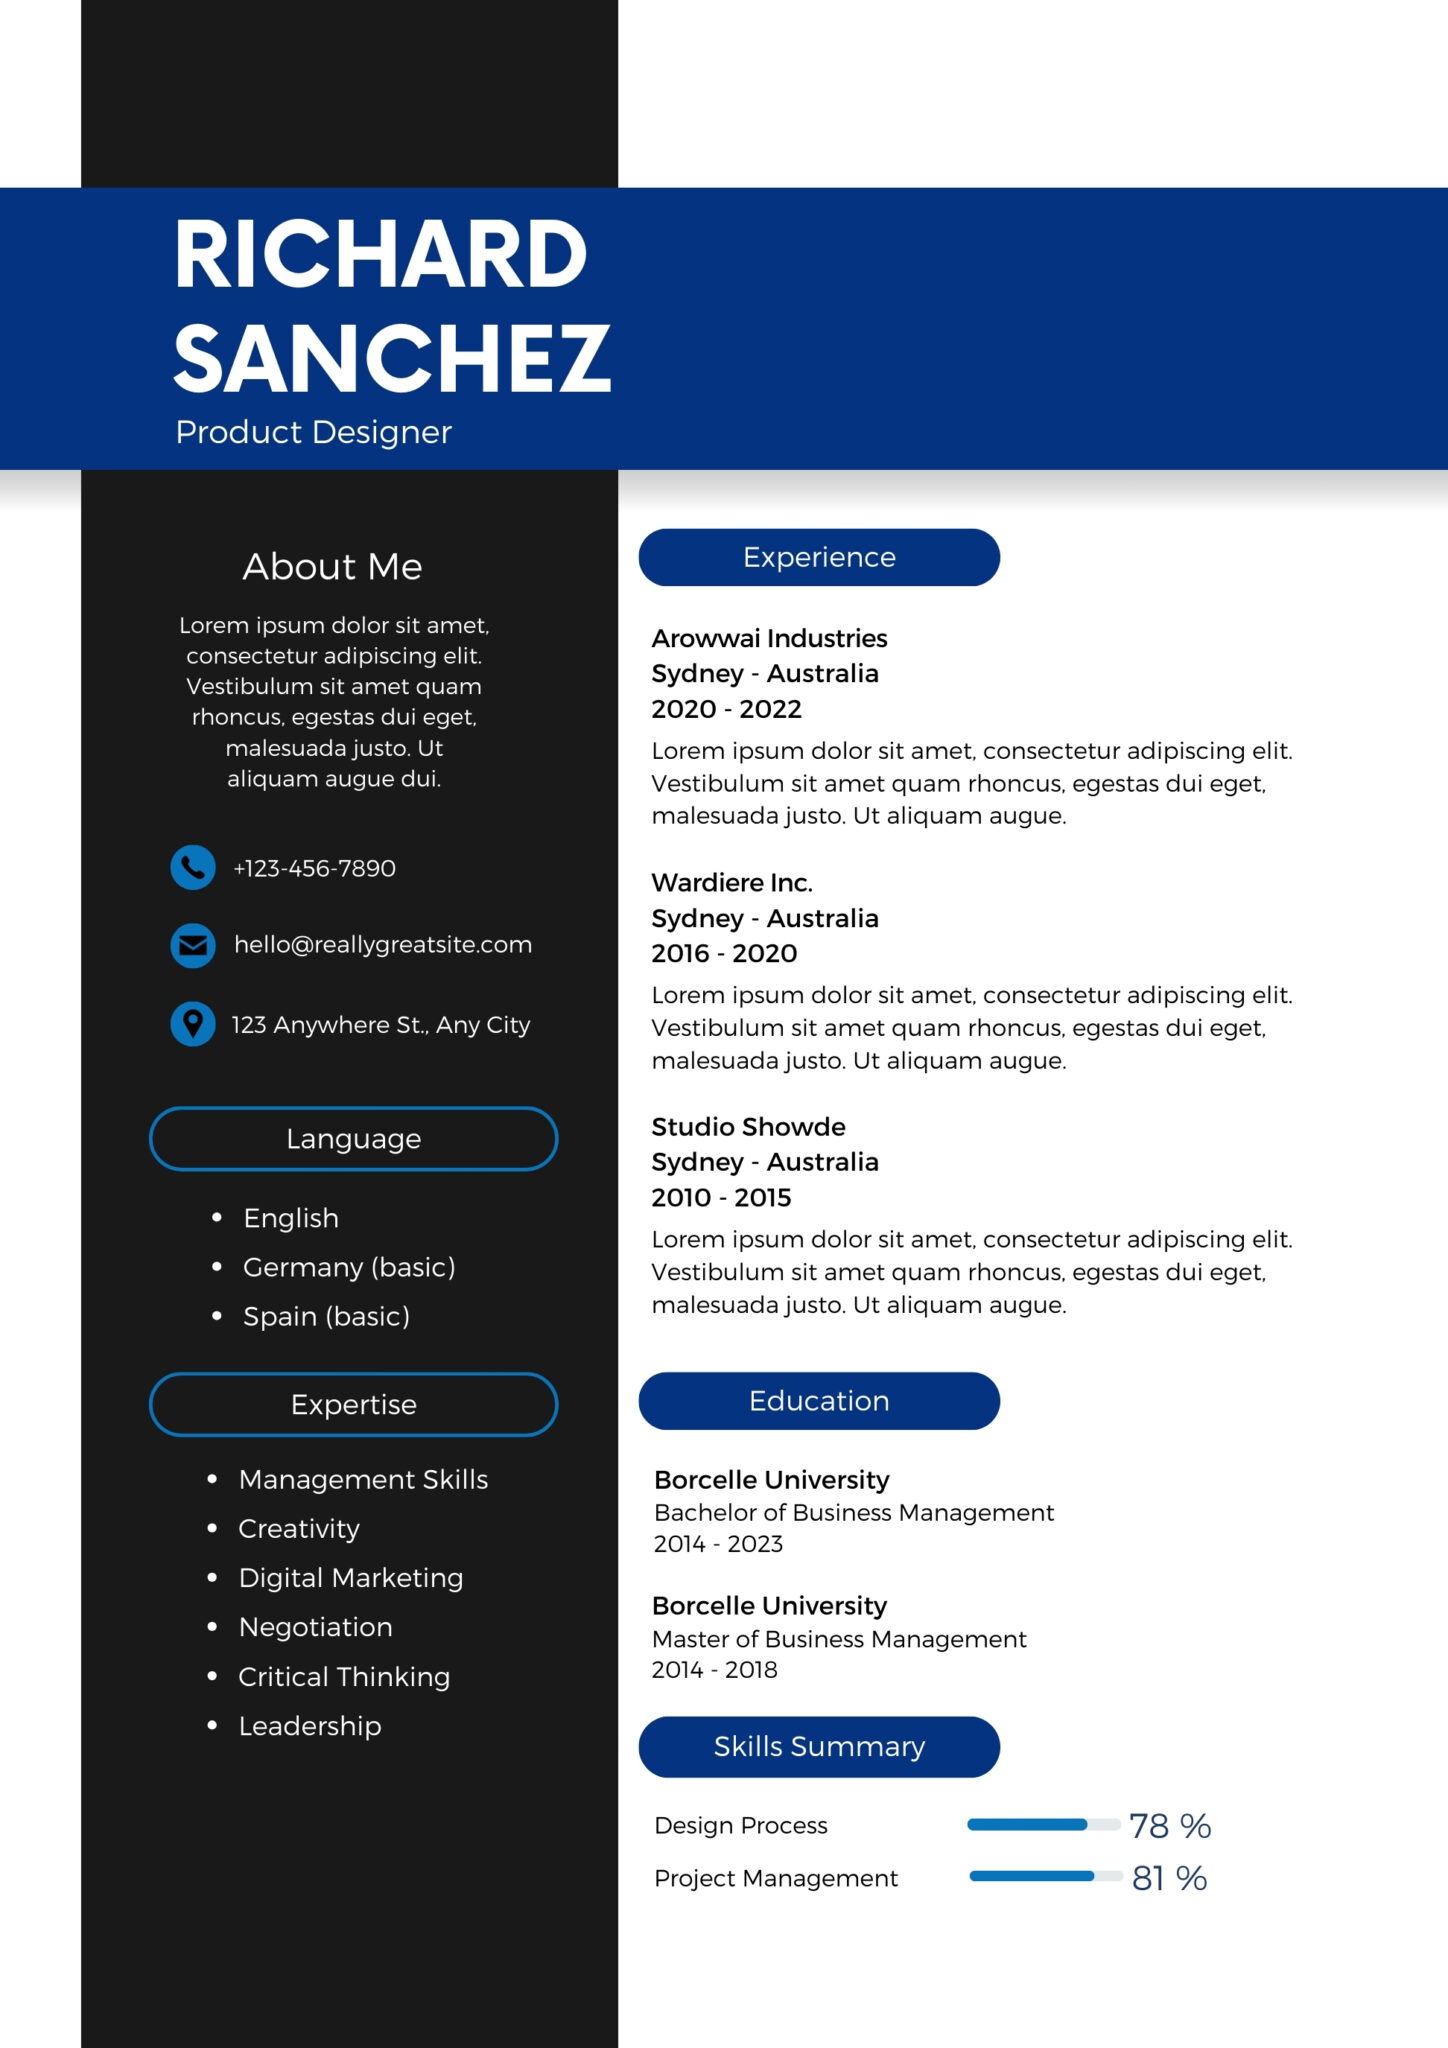 RICHARD
SANCHEZ
Product Designer
About Me
Lorem ipsum dolor sit amet,
consectetur adipiscing elit.
Vestibulum sit amet quam
rhoncus, egestas dui eget,
malesuada justo. Ut
aliquam augue dui.
+123-456-7890
hello@reallygreatsite.com
123 Anywhere St., Any City
Language
• English
• Germany (basic)
• Spain (basic)
Expertise
• Management Skills
• Creativity
• Digital Marketing
• Negotiation
• Critical Thinking
• Leadership
Experience
Arowwai Industries
Sydney - Australia
2020 - 2022
Lorem ipsum dolor sit amet, consectetur adipiscing elit.
Vestibulum sit amet quam rhoncus, egestas dui eget,
malesuada justo. Ut aliquam augue.
Wardiere Inc.
Sydney - Australia
2016 - 2020
Lorem ipsum dolor sit amet, consectetur adipiscing elit.
Vestibulum sit amet quam rhoncus, egestas dui eget,
malesuada justo. Ut aliquam augue.
Studio Showde
Sydney - Australia
2010 - 2015
Lorem ipsum dolor sit amet, consectetur adipiscing elit.
Vestibulum sit amet quam rhoncus, egestas dui eget,
malesuada justo. Ut aliquam augue.
Education
Borcelle University
Bachelor of Business Management
2014 - 2023
Borcelle University
Master of Business Management
2014 - 2018
Skills Summary
Design Process 78 %
Project Management 81 %